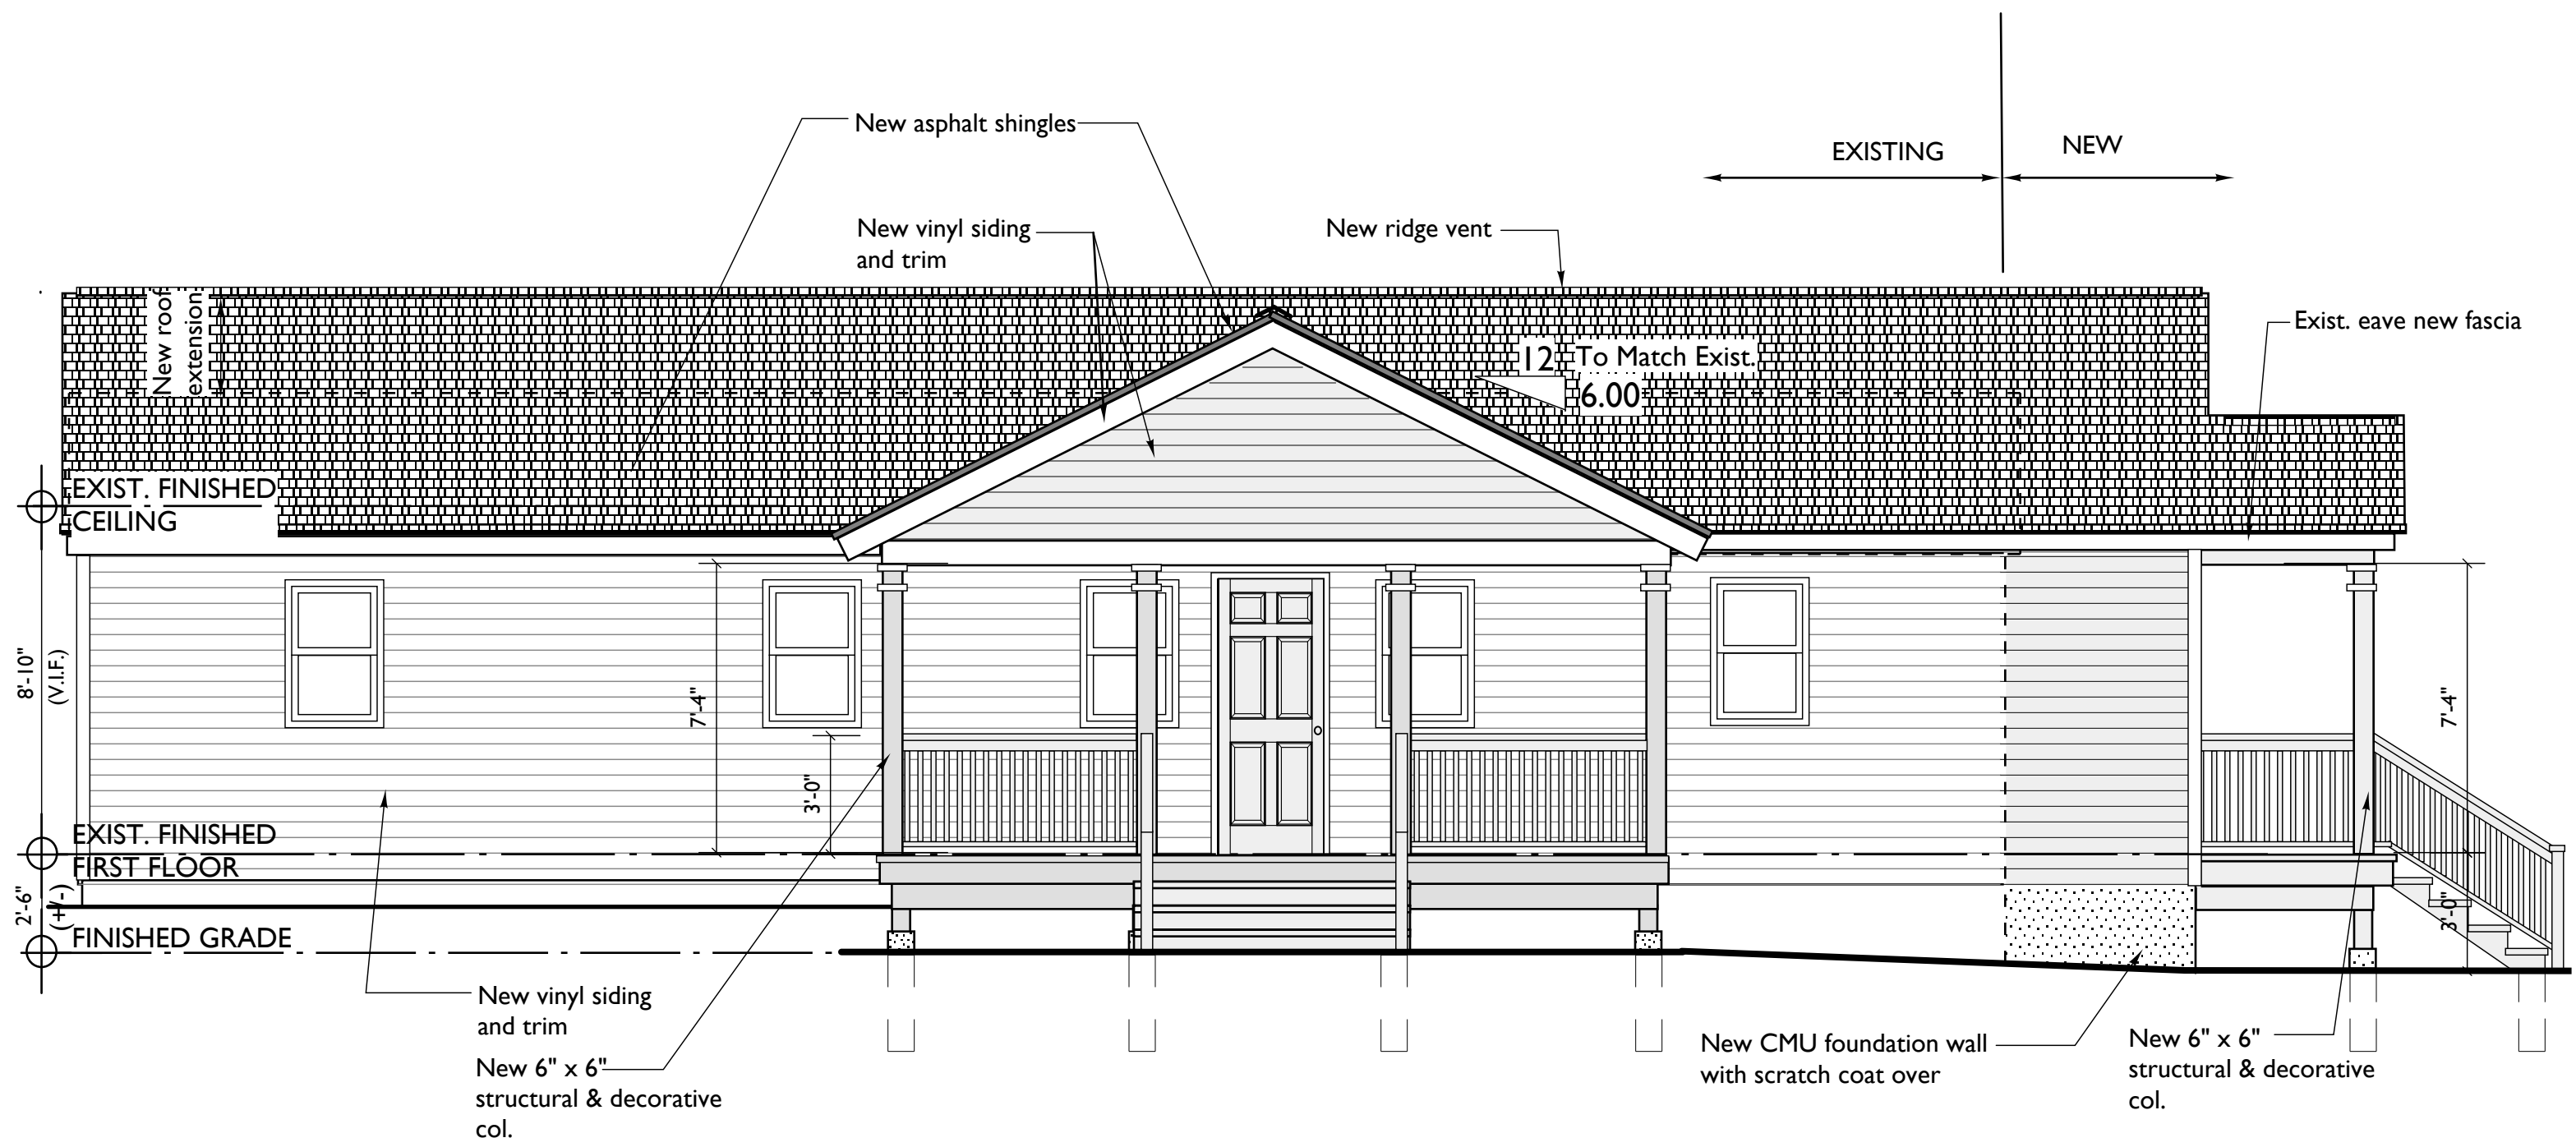 New asphalt shingles
EXISTING
NEW
New vinyl siding
and trim
New ridge vent
New roof
extension
Exist. eave new fascia
12
To Match Exist.
6.00
EXIST. FINISHED
CEILING
8'-10"
(V.I.F.)
7'-4"
3'-0"
7'-4"
EXIST. FINISHED
FIRST FLOOR
2'-6"
(+/-)
3'-0"
FINISHED GRADE
New vinyl siding
and trim
New 6" x 6"
structural & decorative
col.
New CMU foundation wall
with scratch coat over
New 6" x 6"
structural & decorative
col.